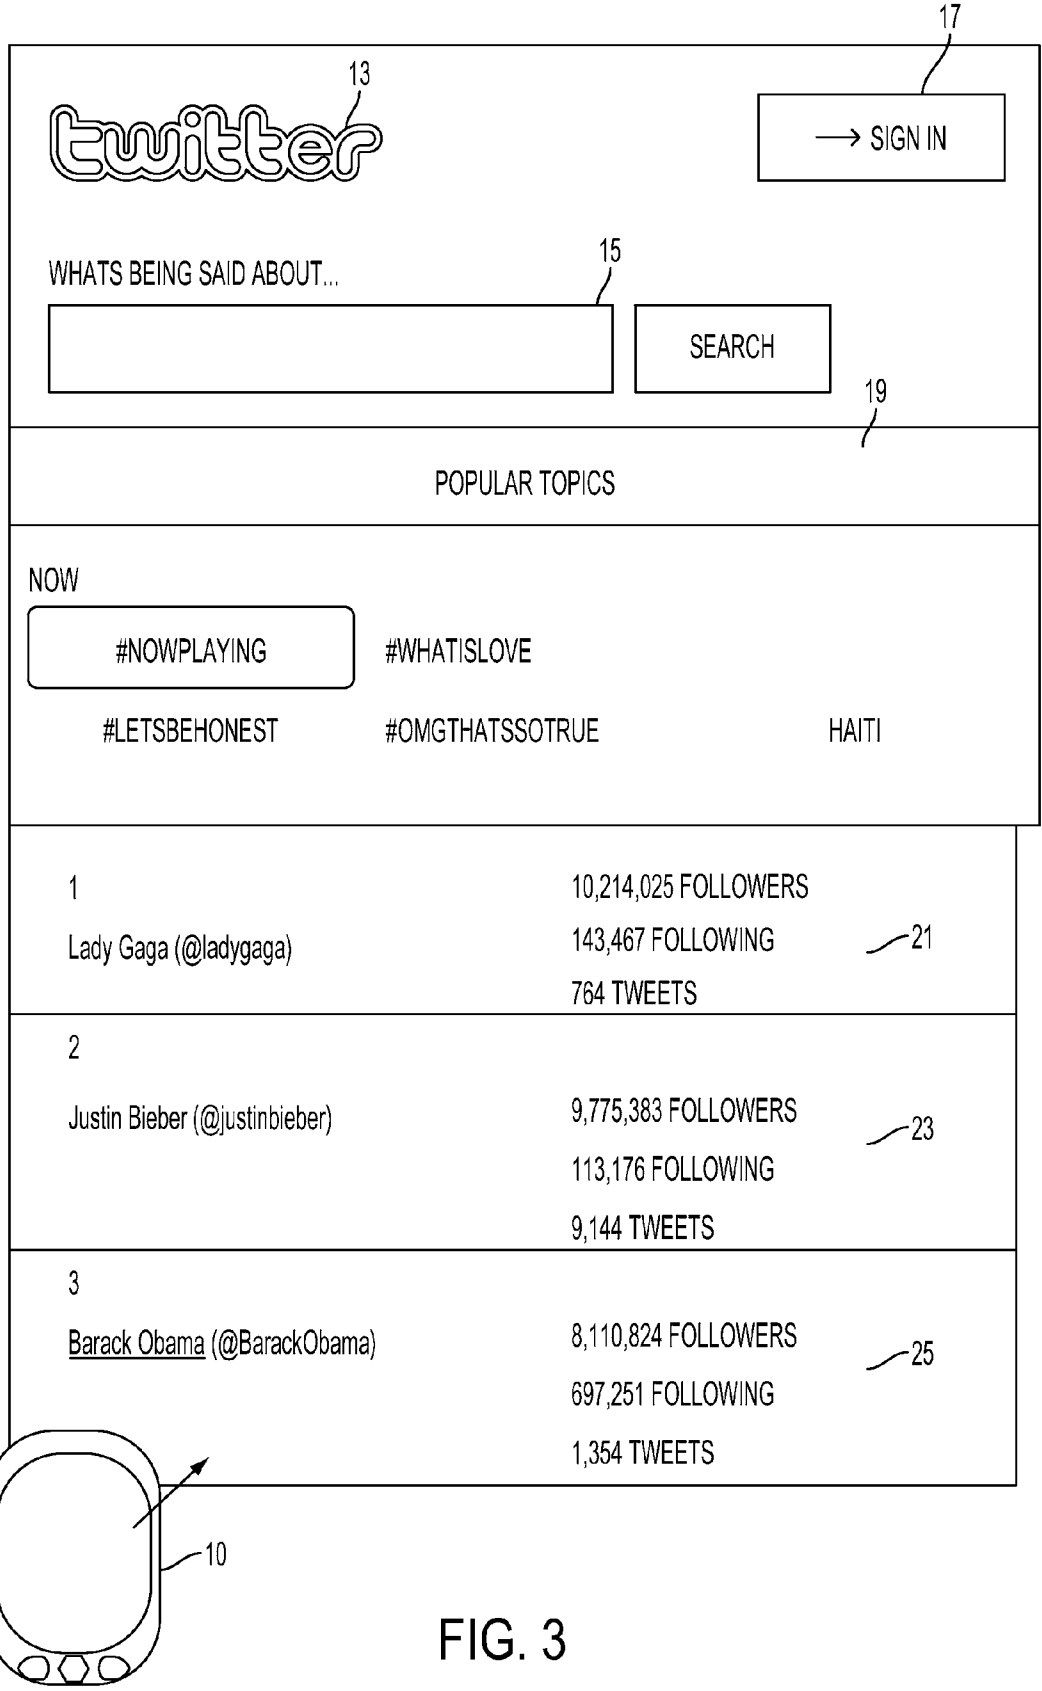 17
13
twitter
→ SIGN IN
15
WHATS BEING SAID ABOUT...
SEARCH
19
POPULAR TOPICS
NOW
#NOWPLAYING #WHATISLOVE
#LETSBEHONEST #OMGTHATSSOTRUE HAITI
1
10,214,025 FOLLOWERS
Lady Gaga (@ladygaga)
143,467 FOLLOWING
21
764 TWEETS
2
Justin Bieber (@justinbieber)
9,775,383 FOLLOWERS
23
113,176 FOLLOWING
9,144 TWEETS
3
Barack Obama (@BarackObama)
8,110,824 FOLLOWERS
25
697,251 FOLLOWING
1,354 TWEETS
10
FIG. 3